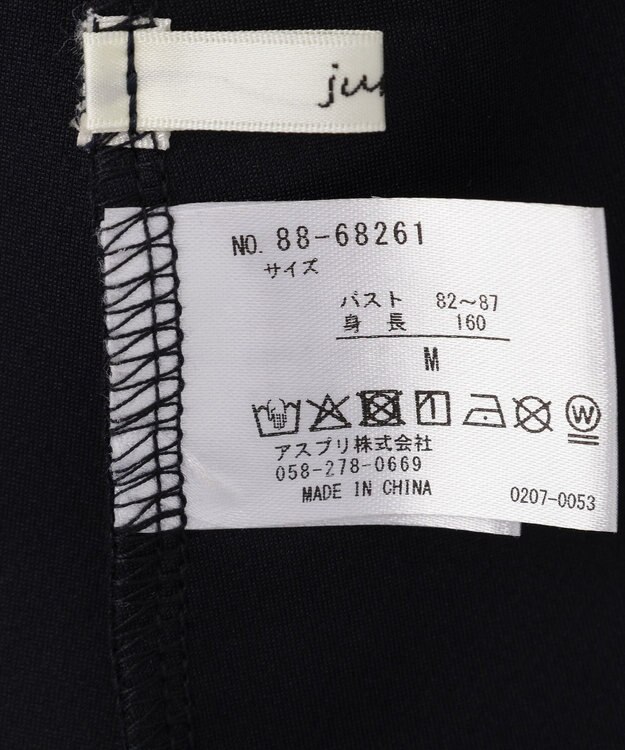 NO. 88-68261
サイズ
バスト 82～87
身 長 160
M
W
アスプリ株式会社
058-278-0669
MADE IN CHINA
0207-0053